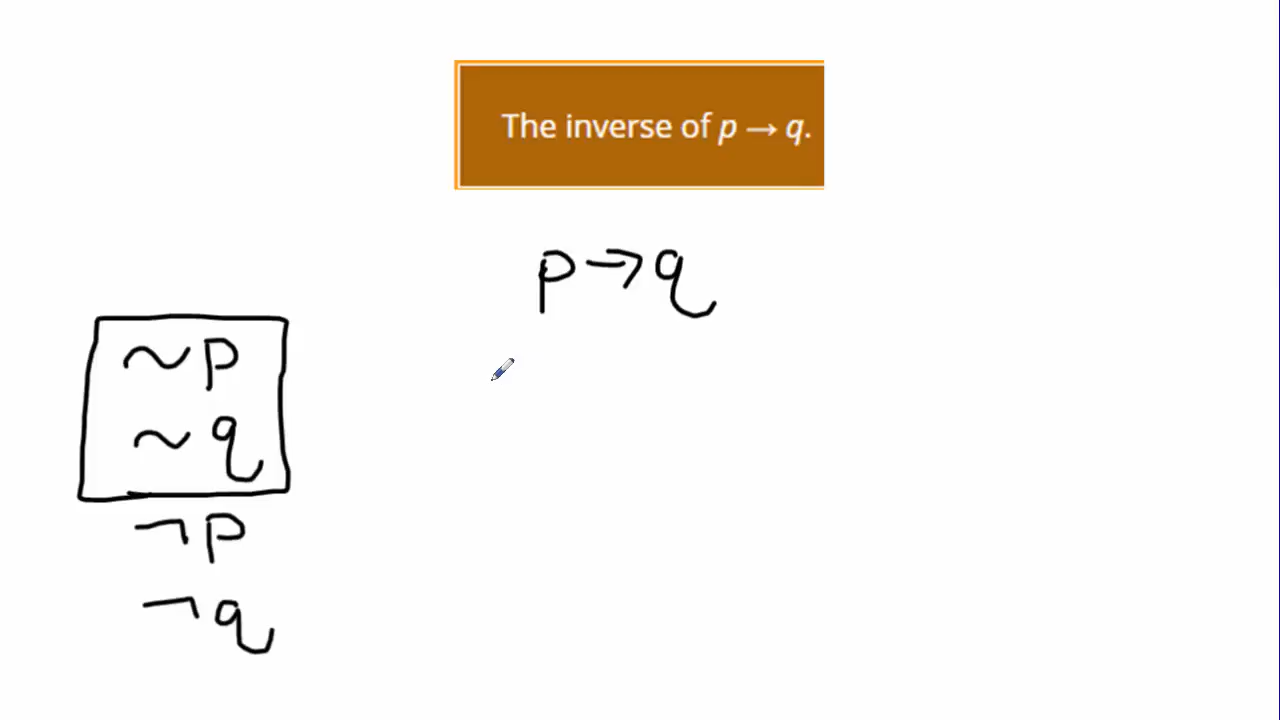 The inverse of p → q.
p → q
~p
~q
¬p
¬q